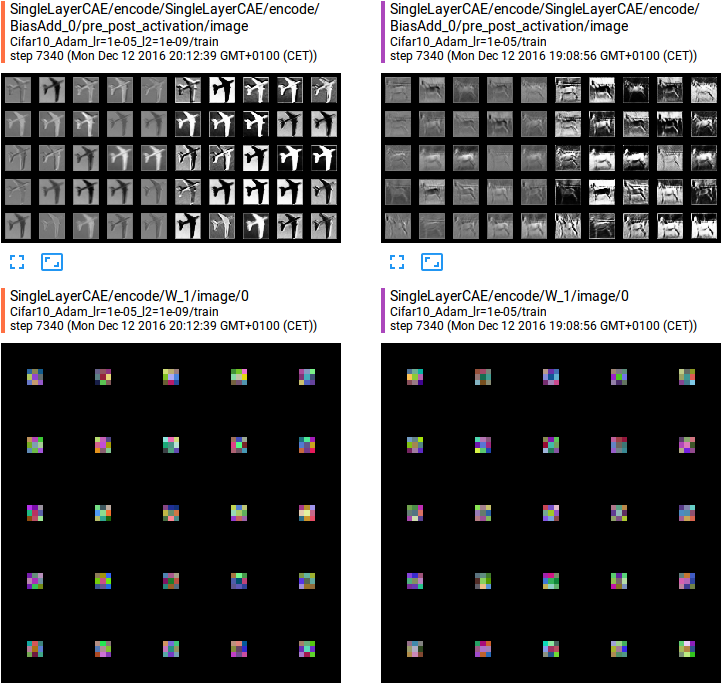 SingleLayerCAE/encode/SingleLayerCAE/encode/
BiasAdd_0/pre_post_activation/image
Cifar10_Adam_lr=1e-05_l2=1e-09/train
step 7340 (Mon Dec 12 2016 20:12:39 GMT+0100 (CET))
SingleLayerCAE/encode/SingleLayerCAE/encode/
BiasAdd_0/pre_post_activation/image
Cifar10_Adam_lr=1e-05/train
step 7340 (Mon Dec 12 2016 19:08:56 GMT+0100 (CET))
SingleLayerCAE/encode/W_1/image/0
Cifar10_Adam_lr=1e-05_l2=1e-09/train
step 7340 (Mon Dec 12 2016 20:12:39 GMT+0100 (CET))
SingleLayerCAE/encode/W_1/image/0
Cifar10_Adam_lr=1e-05/train
step 7340 (Mon Dec 12 2016 19:08:56 GMT+0100 (CET))